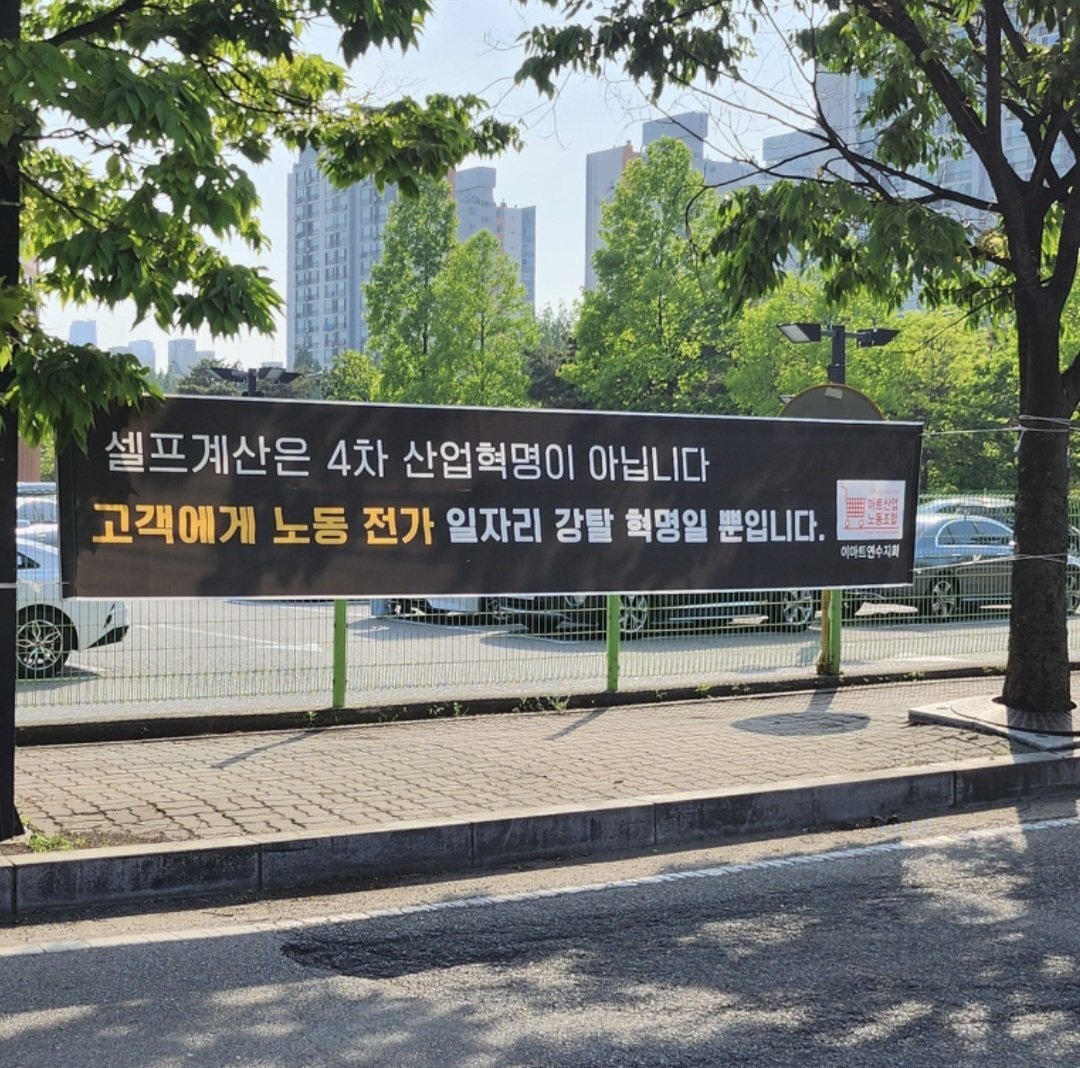 셀프계산은 4차 산업혁명이 아닙니다
고객에게 노동 전가 일자리 강탈 혁명일 뿐입니다.
마트산업
노동조합
이마트연수지회